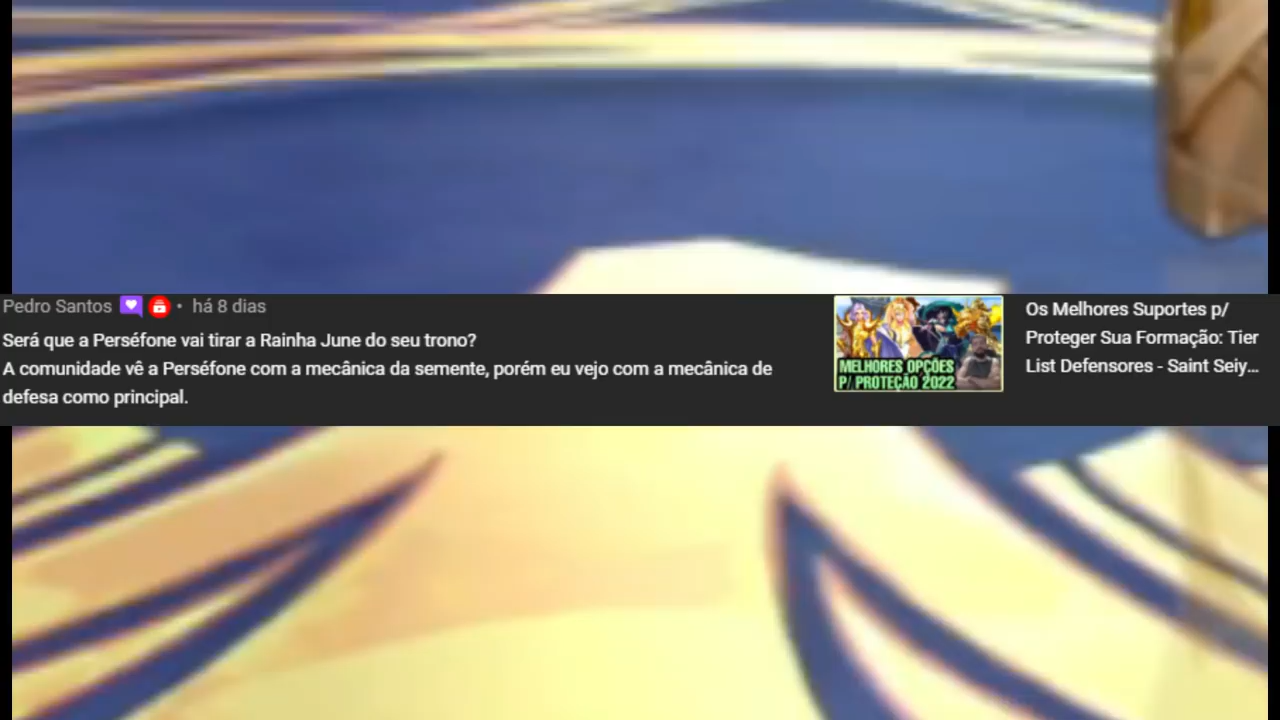 Pedro Santos • há 8 dias
Será que a Perséfone vai tirar a Rainha June do seu trono?
A comunidade vê a Perséfone com a mecânica da semente, porém eu vejo com a mecânica de
defesa como principal.
MELHORES OPÇÕES
P/ PROTEÇÃO 2022
Os Melhores Suportes p/
Proteger Sua Formação: Tier
List Defensores - Saint Seiy...